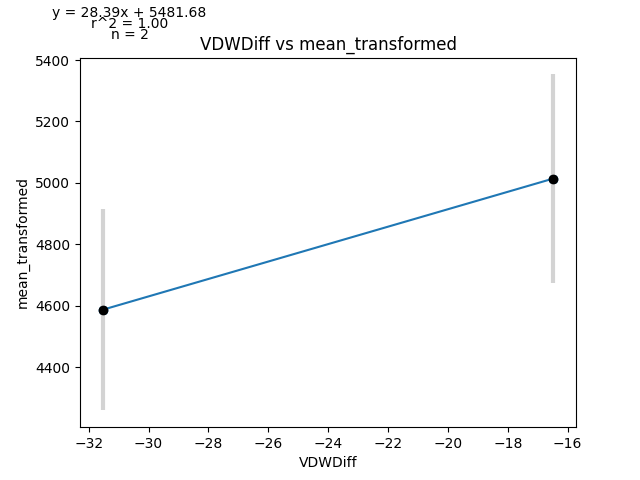 y = 28.39x + 5481.68
r^2 = 1.00
n = 2
VDWDiff vs mean_transformed
5400
5200
5000
4800
4600
4400
mean_transformed
−32 −30 −28 −26 −24 −22 −20 −18 −16
VDWDiff